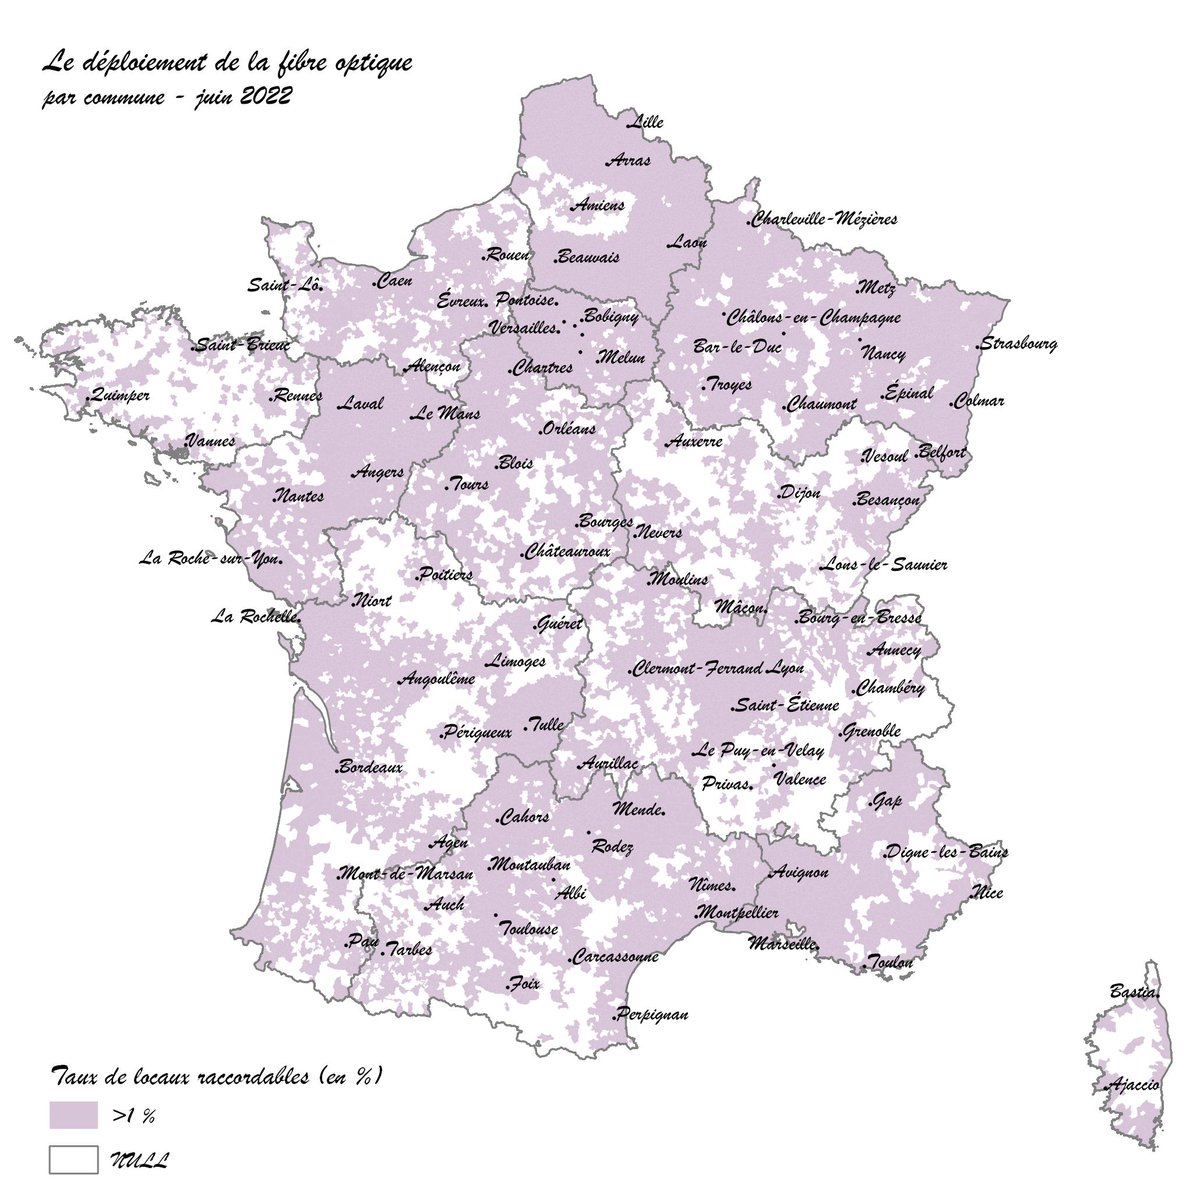 Le déploiement de la fibre optique
par commune - juin 2022
Lille
Arras
Amiens
Charleville-Mézières
Laon
Rouen
Beauvais
Saint-Lô
Caen
Metz
Évreux
Pontoise
Bobigny
Châlons-en-Champagne
Versailles
Saint-Brieuc
Bar-le-Duc
Strasbourg
Nancy
Melun
Alençon
Chartres
Troyes
Épinal
Quimper
Rennes
Laval
Colmar
Chaumont
Le Mans
Orléans
Vannes
Auxerre
Belfort
Vesoul
Blois
Angers
Tours
Dijon
Nantes
Besançon
Bourges
Nevers
Châteauroux
La Roche-sur-Yon
Lons-le-Saunier
Poitiers
Moulins
Niort
Mâcon
La Rochelle
Bourg-en-Bresse
Guéret
Annecy
Limoges
Clermont-Ferrand
Lyon
Angoulême
Chambéry
Saint-Étienne
Tulle
Périgueux
Grenoble
Le Puy-en-Velay
Aurillac
Bordeaux
Valence
Privas
Gap
Mende
Cahors
Agen
Rodez
Digne-les-Bains
Montauban
Mont-de-Marsan
Avignon
Nîmes
Albi
Nice
Auch
Montpellier
Toulouse
Pau
Marseille
Tarbes
Carcassonne
Toulon
Foix
Bastia
Perpignan
Ajaccio
Taux de locaux raccordables (en %)
>1 %
NULL